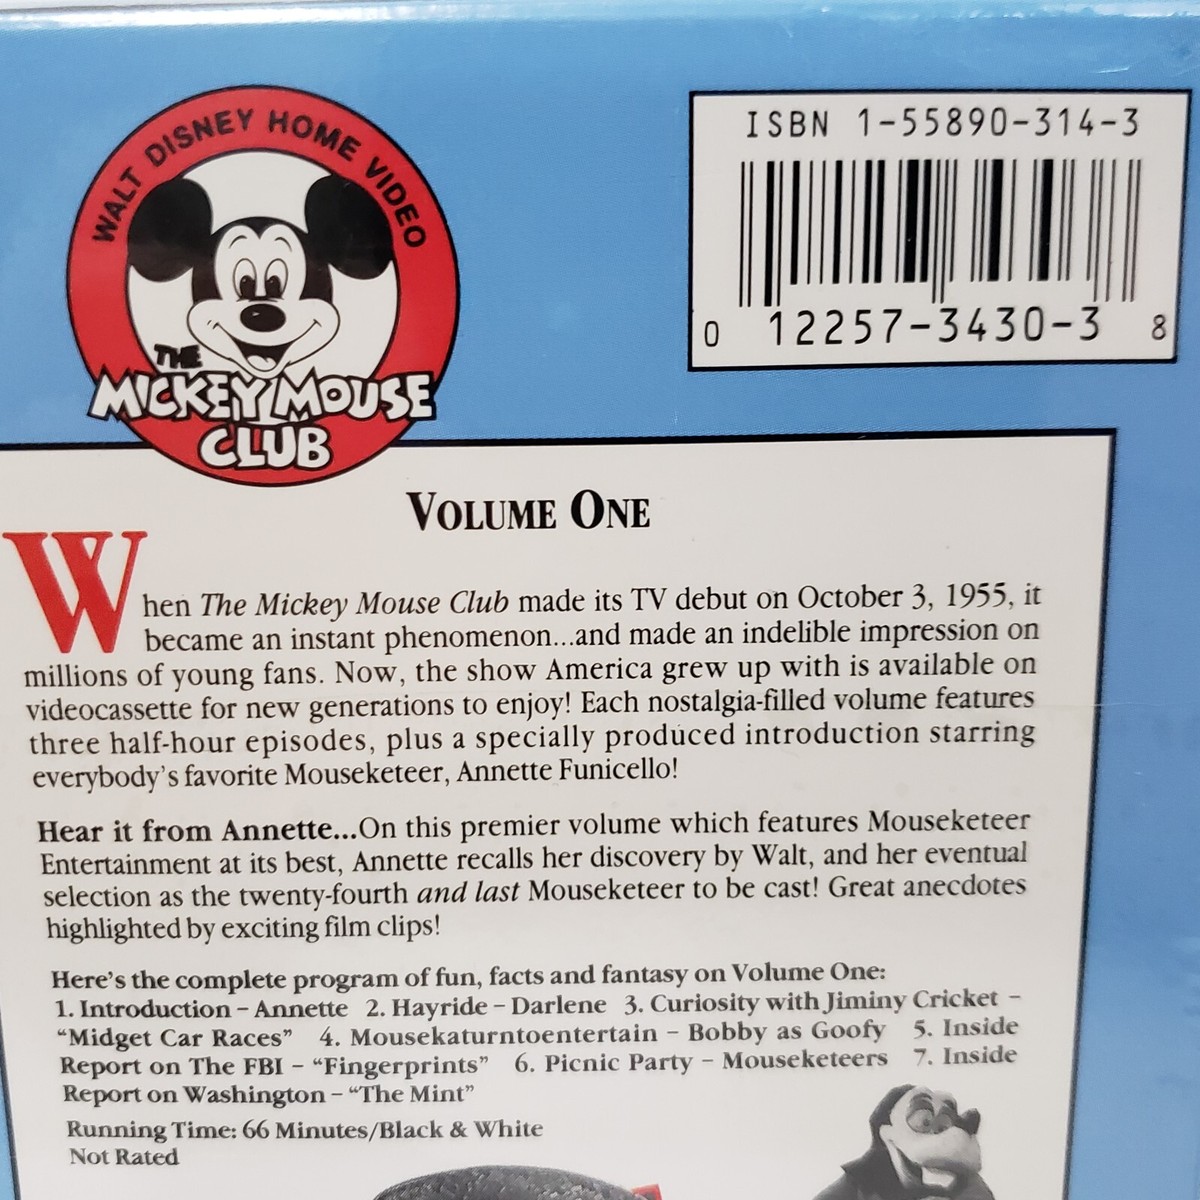 WALT DISNEY HOME VIDEO
THE
MICKEY MOUSE
CLUB
ISBN 1-55890-314-3
0 12257-3430-3 8
VOLUME ONE
When The Mickey Mouse Club made its TV debut on October 3, 1955, it
became an instant phenomenon...and made an indelible impression on
millions of young fans. Now, the show America grew up with is available on
videocassette for new generations to enjoy! Each nostalgia-filled volume features
three half-hour episodes, plus a specially produced introduction starring
everybody's favorite Mouseketeer, Annette Funicello!
Hear it from Annette...On this premier volume which features Mouseketeer
Entertainment at its best, Annette recalls her discovery by Walt, and her eventual
selection as the twenty-fourth and last Mouseketeer to be cast! Great anecdotes
highlighted by exciting film clips!
Here's the complete program of fun, facts and fantasy on Volume One:
1. Introduction – Annette 2. Hayride – Darlene 3. Curiosity with Jiminy Cricket –
"Midget Car Races" 4. Mousekaturntoentertain – Bobby as Goofy 5. Inside
Report on The FBI – "Fingerprints" 6. Picnic Party – Mouseketeers 7. Inside
Report on Washington – "The Mint"
Running Time: 66 Minutes/Black & White
Not Rated